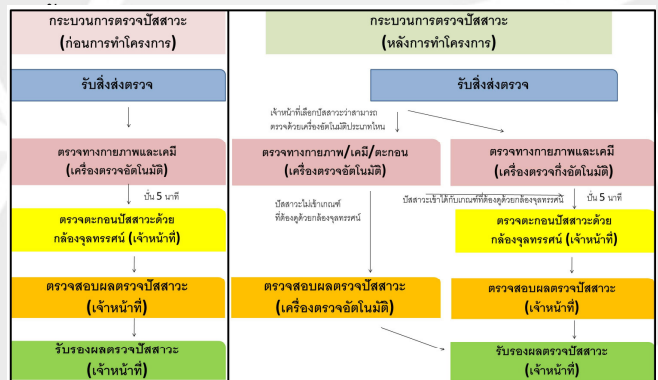 กระบวนการตรวจปัสสาวะ
(ก่อนการทำโครงการ)
รับสิ่งส่งตรวจ
ตรวจทางกายภาพและเคมี
(เครื่องตรวจอัตโนมัติ)
ปั่น 5 นาที
ตรวจตะกอนปัสสาวะด้วย
กล้องจุลทรรศน์ (เจ้าหน้าที่)
ตรวจสอบผลตรวจปัสสาวะ
(เจ้าหน้าที่)
รับรองผลตรวจปัสสาวะ
(เจ้าหน้าที่)
กระบวนการตรวจปัสสาวะ
(หลังการทำโครงการ)
รับสิ่งส่งตรวจ
เจ้าหน้าที่เลือกปัสสาวะว่าสามารถ
ตรวจด้วยเครื่องอัตโนมัติประเภทไหน
ตรวจทางกายภาพ/เคมี/ตะกอน
(เครื่องตรวจอัตโนมัติ)
ปัสสาวะไม่เข้าเกณฑ์
ที่ต้องดูด้วยกล้องจุลทรรศน์
ตรวจสอบผลตรวจปัสสาวะ
(เครื่องตรวจอัตโนมัติ)
ตรวจทางกายภาพและเคมี
(เครื่องตรวจกึ่งอัตโนมัติ)
ปัสสาวะเข้าได้กับเกณฑ์ที่ต้องดูด้วยกล้องจุลทรรศน์
ปั่น 5 นาที
ตรวจตะกอนปัสสาวะด้วย
กล้องจุลทรรศน์ (เจ้าหน้าที่)
ตรวจสอบผลตรวจปัสสาวะ
(เจ้าหน้าที่)
รับรองผลตรวจปัสสาวะ
(เจ้าหน้าที่)